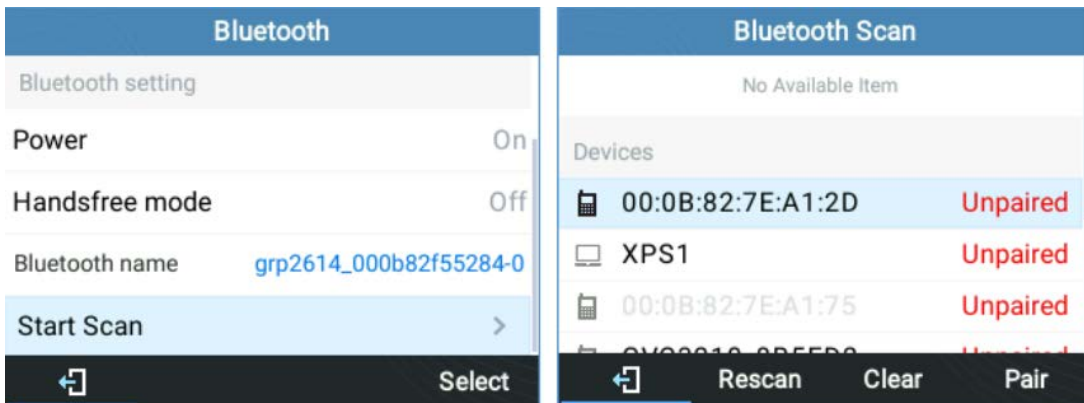 Bluetooth
Bluetooth setting
Power On
Handsfree mode Off
Bluetooth name grp2614_000b82f55284-0
Start Scan >
Select
Bluetooth Scan
No Available Item
Devices
00:0B:82:7E:A1:2D Unpaired
XPS1 Unpaired
00:0B:82:7E:A1:75 Unpaired
Rescan Clear Pair